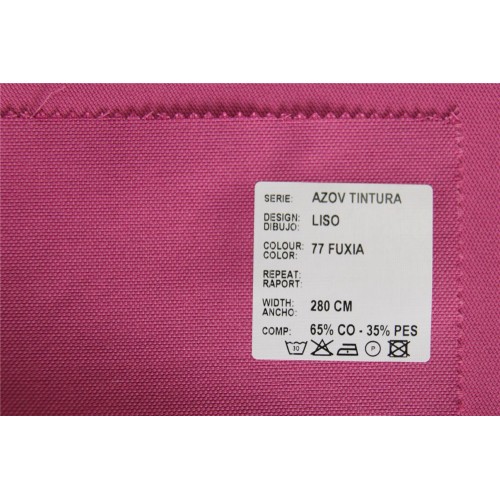 SERIE: AZOV TINTURA
DESIGN:
DIBUJO: LISO
COLOUR:
COLOR: 77 FUXIA
REPEAT:
RAPORT:
WIDTH:
ANCHO: 280 CM
COMP: 65% CO - 35% PES
P